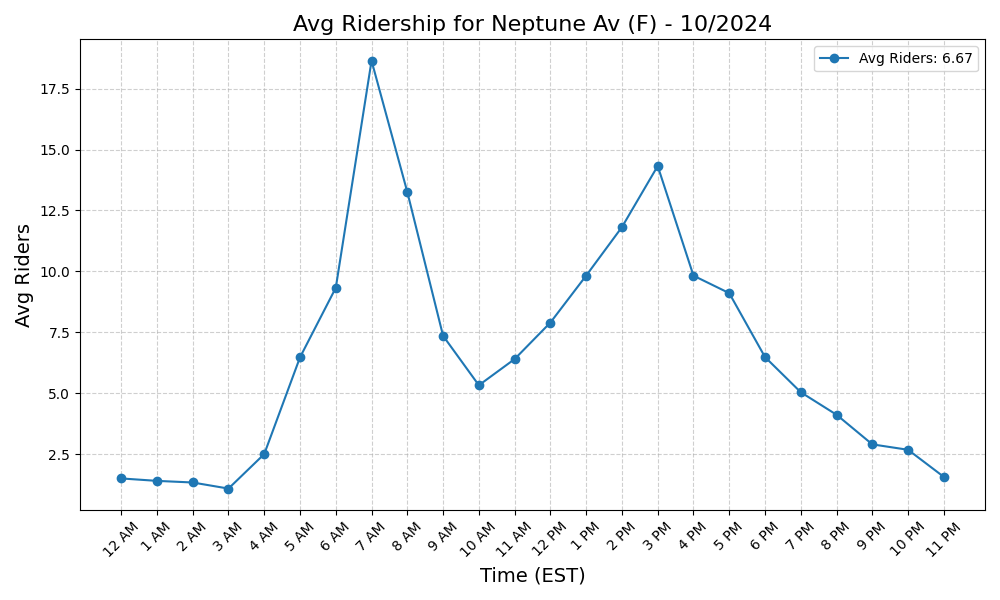 Avg Ridership for Neptune Av (F) - 10/2024
Avg Riders: 6.67
Avg Riders
17.5
15.0
12.5
10.0
7.5
5.0
2.5
12 AM
1 AM
2 AM
3 AM
4 AM
5 AM
6 AM
7 AM
8 AM
9 AM
10 AM
11 AM
12 PM
1 PM
2 PM
3 PM
4 PM
5 PM
6 PM
7 PM
8 PM
9 PM
10 PM
11 PM
Time (EST)